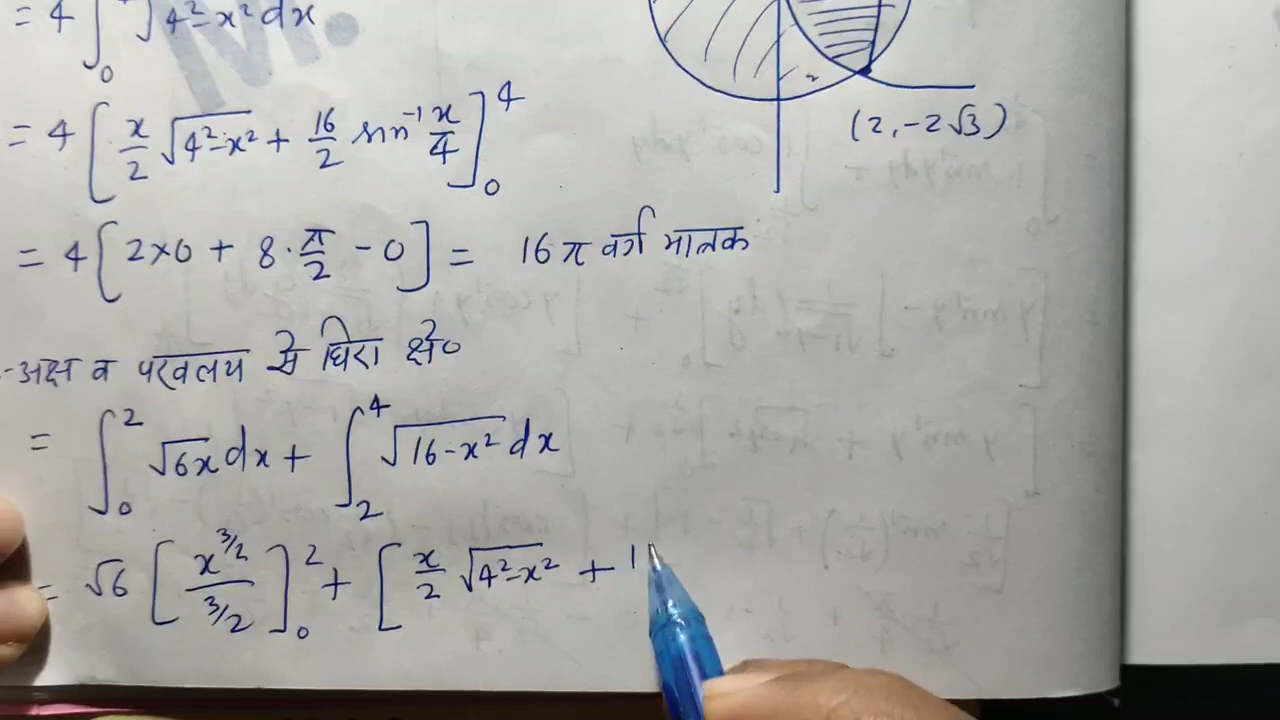 = 4 ∫₀ √4²-x² dx
= 4 [ x/2 √4²-x² + 16/2 sin⁻¹ x/4 ]₀⁴
(2, -2√3)
= 4 [ 2×0 + 8·π/2 - 0 ] = 16π वर्ग मात्रक
-अक्ष व परवलय से घिरा क्षे०
= ∫₀² √6x dx + ∫₂⁴ √16-x² dx
= √6 [ x^3/2 / 3/2 ]₀² + [ x/2 √4²-x² + 1